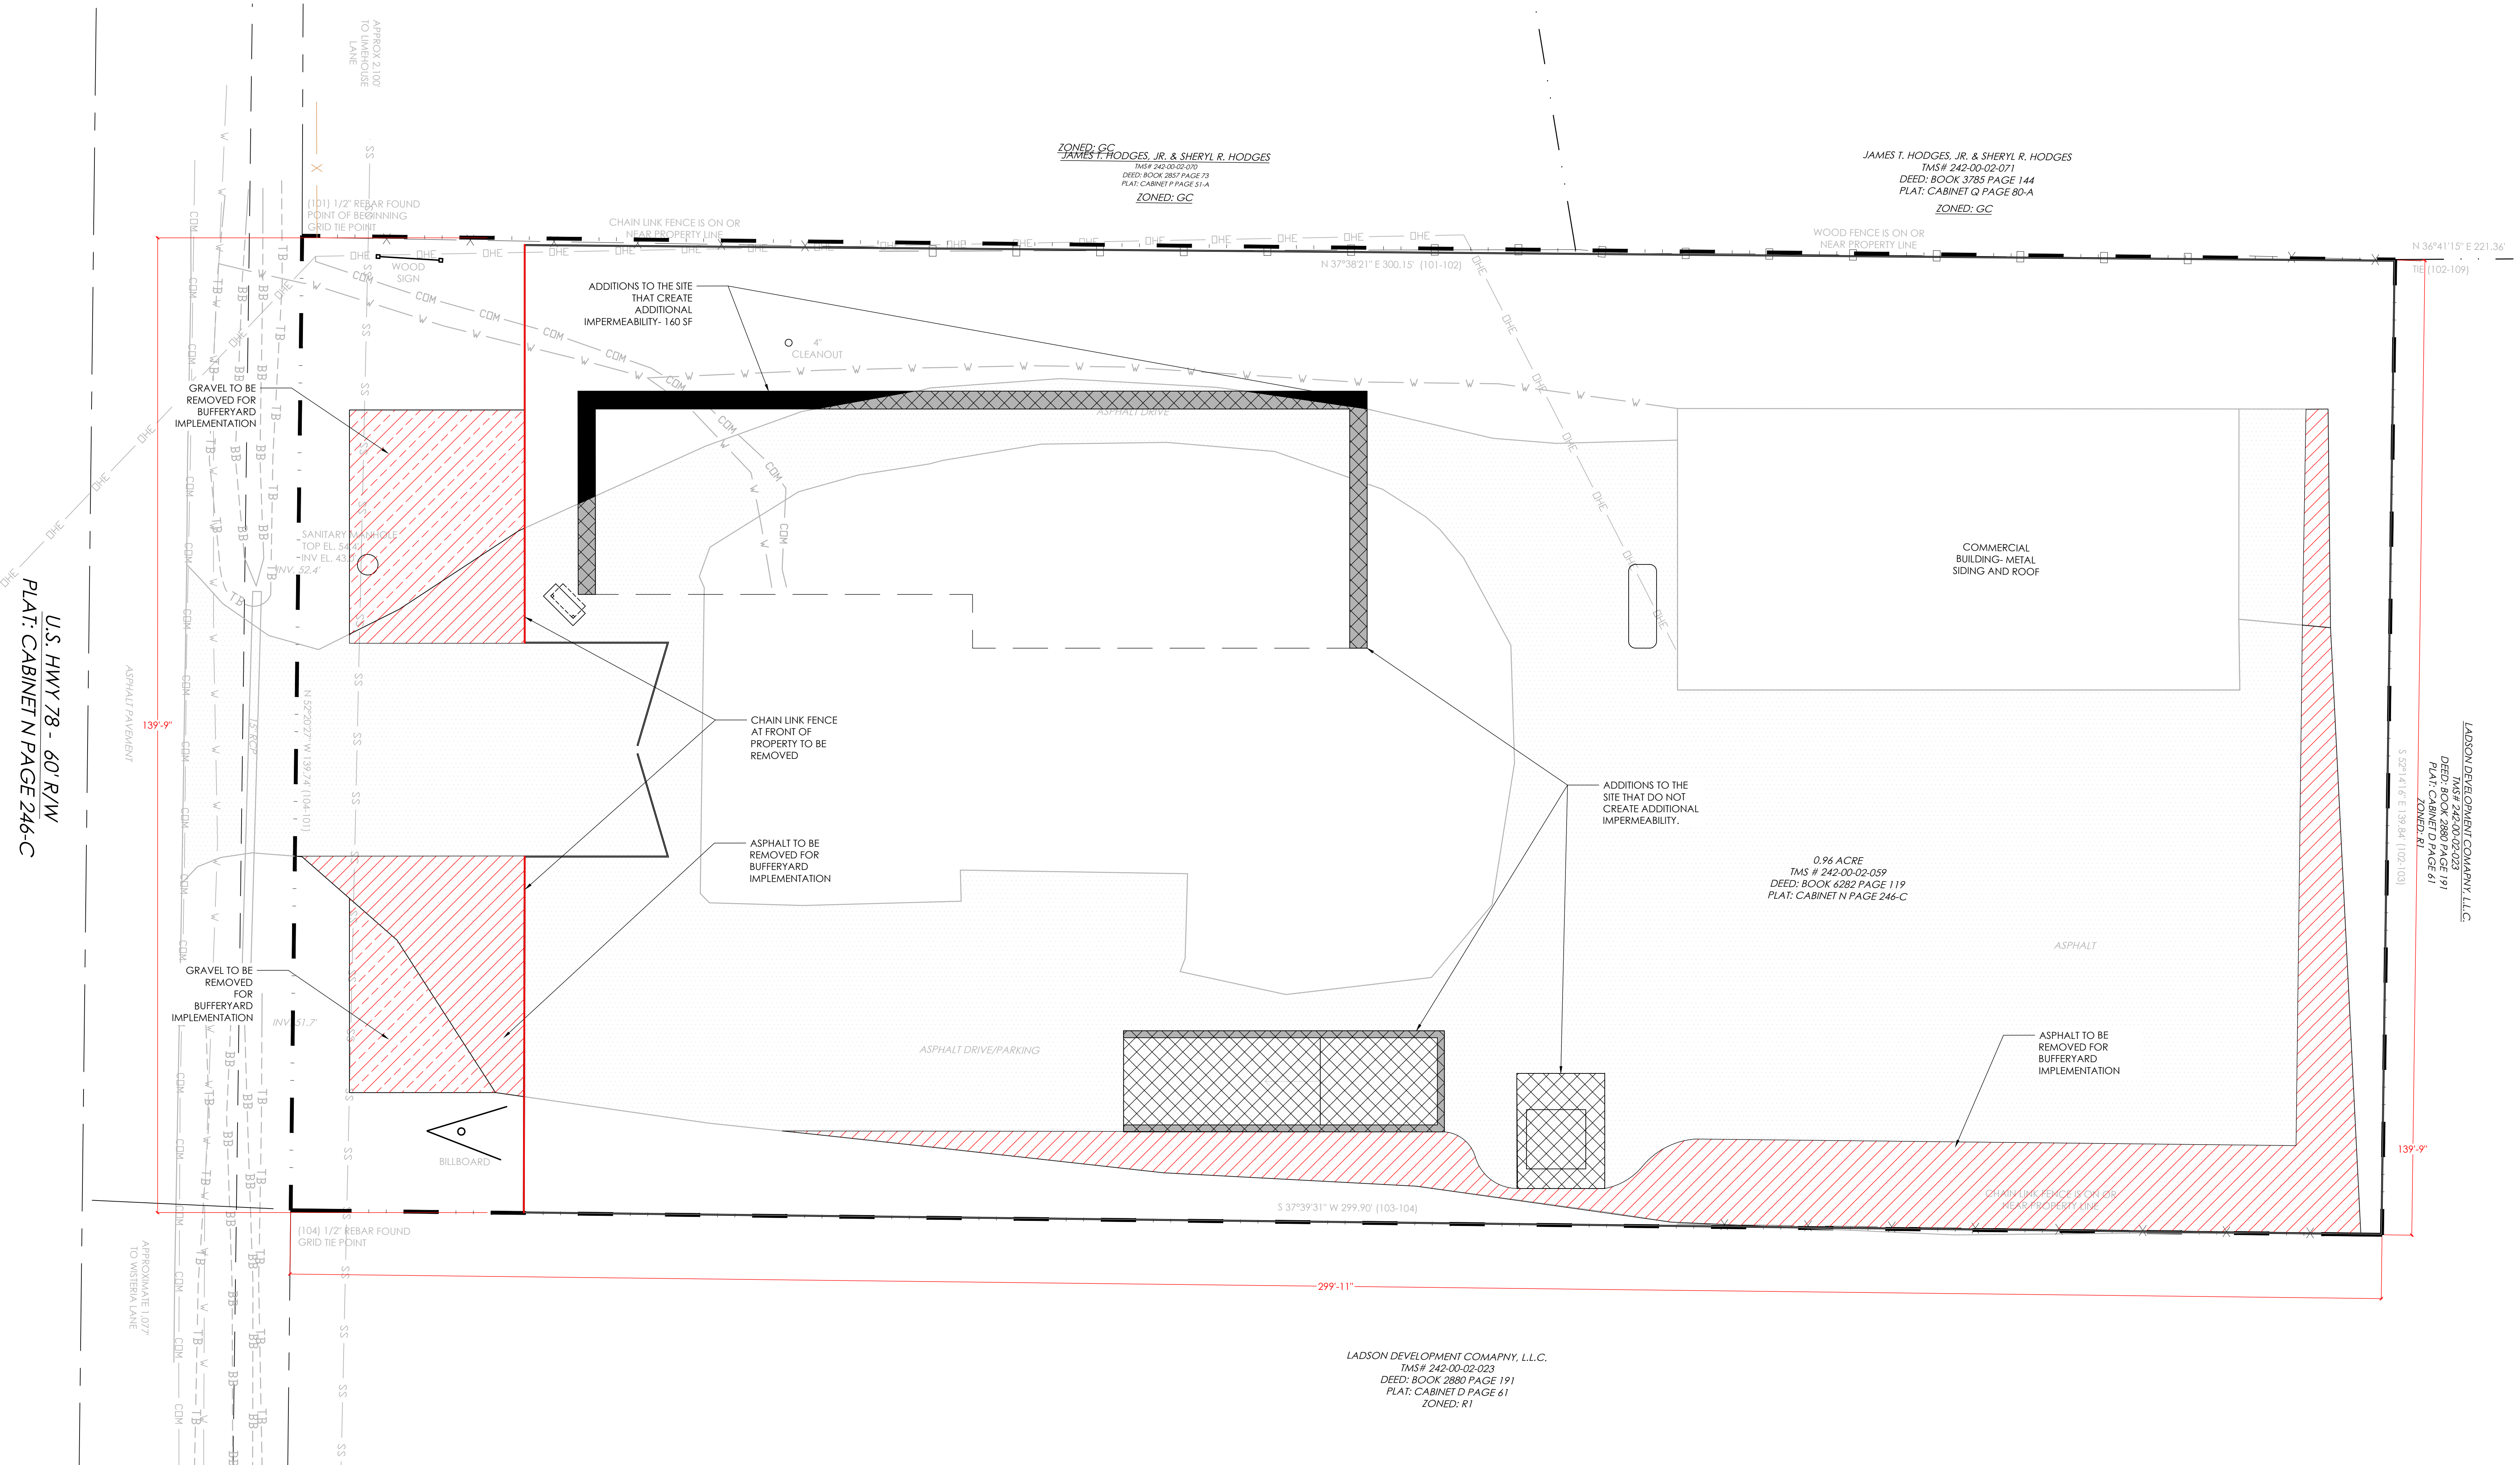 APPROX 2,100'
TO LIMEHOUSE
LANE
ZONED: GC
JAMES T. HODGES, JR. & SHERYL R. HODGES
TMS# 242-00-02-070
DEED: BOOK 2857 PAGE 73
PLAT: CABINET P PAGE 51-A
ZONED: GC
JAMES T. HODGES, JR. & SHERYL R. HODGES
TMS# 242-00-02-071
DEED: BOOK 3785 PAGE 144
PLAT: CABINET Q PAGE 80-A
ZONED: GC
(101) 1/2" REBAR FOUND
POINT OF BEGINNING
GRID TIE POINT
CHAIN LINK FENCE IS ON OR
NEAR PROPERTY LINE
WOOD FENCE IS ON OR
NEAR PROPERTY LINE
N 36°41'15" E 221.36'
TIE (102-109)
N 37°38'21" E 300.15' (101-102)
WOOD
SIGN
ADDITIONS TO THE SITE
THAT CREATE
ADDITIONAL
IMPERMEABILITY- 160 SF
4"
CLEANOUT
GRAVEL TO BE
REMOVED FOR
BUFFERYARD
IMPLEMENTATION
ASPHALT DRIVE
SANITARY MANHOLE
TOP EL. 54.4'
INV EL. 43.
INV. 52.4'
COMMERCIAL
BUILDING- METAL
SIDING AND ROOF
U.S. HWY 78 - 60' R/W
PLAT: CABINET N PAGE 246-C
ASPHALT PAVEMENT
139'-9"
15" RCP
N 52°20'27" W 139.74' (104-101)
CHAIN LINK FENCE
AT FRONT OF
PROPERTY TO BE
REMOVED
ASPHALT TO BE
REMOVED FOR
BUFFERYARD
IMPLEMENTATION
ADDITIONS TO THE
SITE THAT DO NOT
CREATE ADDITIONAL
IMPERMEABILITY.
0.96 ACRE
TMS # 242-00-02-059
DEED: BOOK 6282 PAGE 119
PLAT: CABINET N PAGE 246-C
S 52°14'16" E 139.84' (102-103)
LADSON DEVELOPMENT COMAPNY, L.L.C.
TMS# 242-00-02-023
DEED: BOOK 2880 PAGE 191
PLAT: CABINET D PAGE 61
ZONED: R1
ASPHALT
GRAVEL TO BE
REMOVED
FOR
BUFFERYARD
IMPLEMENTATION
INV. 51.7'
ASPHALT DRIVE/PARKING
ASPHALT TO BE
REMOVED FOR
BUFFERYARD
IMPLEMENTATION
139'-9"
BILLBOARD
CHAIN LINK FENCE IS ON OR
NEAR PROPERTY LINE
S 37°39'31" W 299.90' (103-104)
(104) 1/2" REBAR FOUND
GRID TIE POINT
APPROXIMATE 1,077'
TO WISTERIA LANE
299'-11"
LADSON DEVELOPMENT COMAPNY, L.L.C.
TMS# 242-00-02-023
DEED: BOOK 2880 PAGE 191
PLAT: CABINET D PAGE 61
ZONED: R1